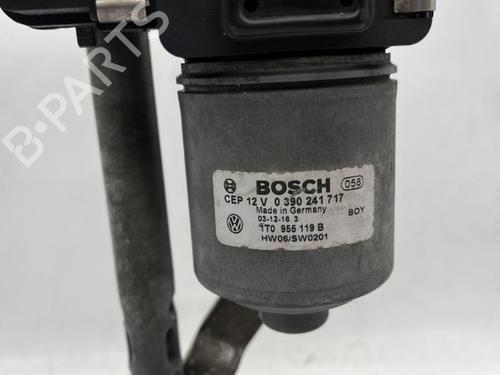 BOSCH 058
CEP 12 V 0 390 241 717
Made in Germany
03-12-16 3 BOY
1T0 955 119 B
HW06/SW0201
B-PARTS